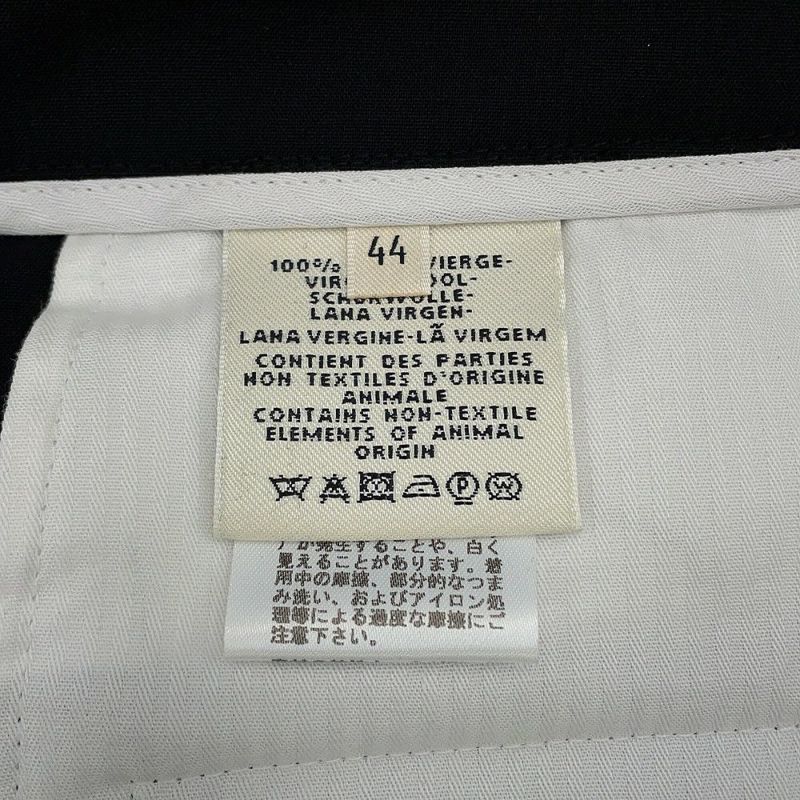 44
100% VIERGE-
VIR OOL-
SCHURWOLLE-
LANA VIRGEN-
LANA VERGINE-LÃ VIRGEM
CONTIENT DES PARTIES
NON TEXTILES D'ORIGINE
ANIMALE
CONTAINS NON-TEXTILE
ELEMENTS OF ANIMAL
ORIGIN
P W
が発生することや、白く
見えることがあります。着
用中の摩擦、部分的なつま
み洗い、およびアイロン処
理等による過度な摩擦にご
注意下さい。